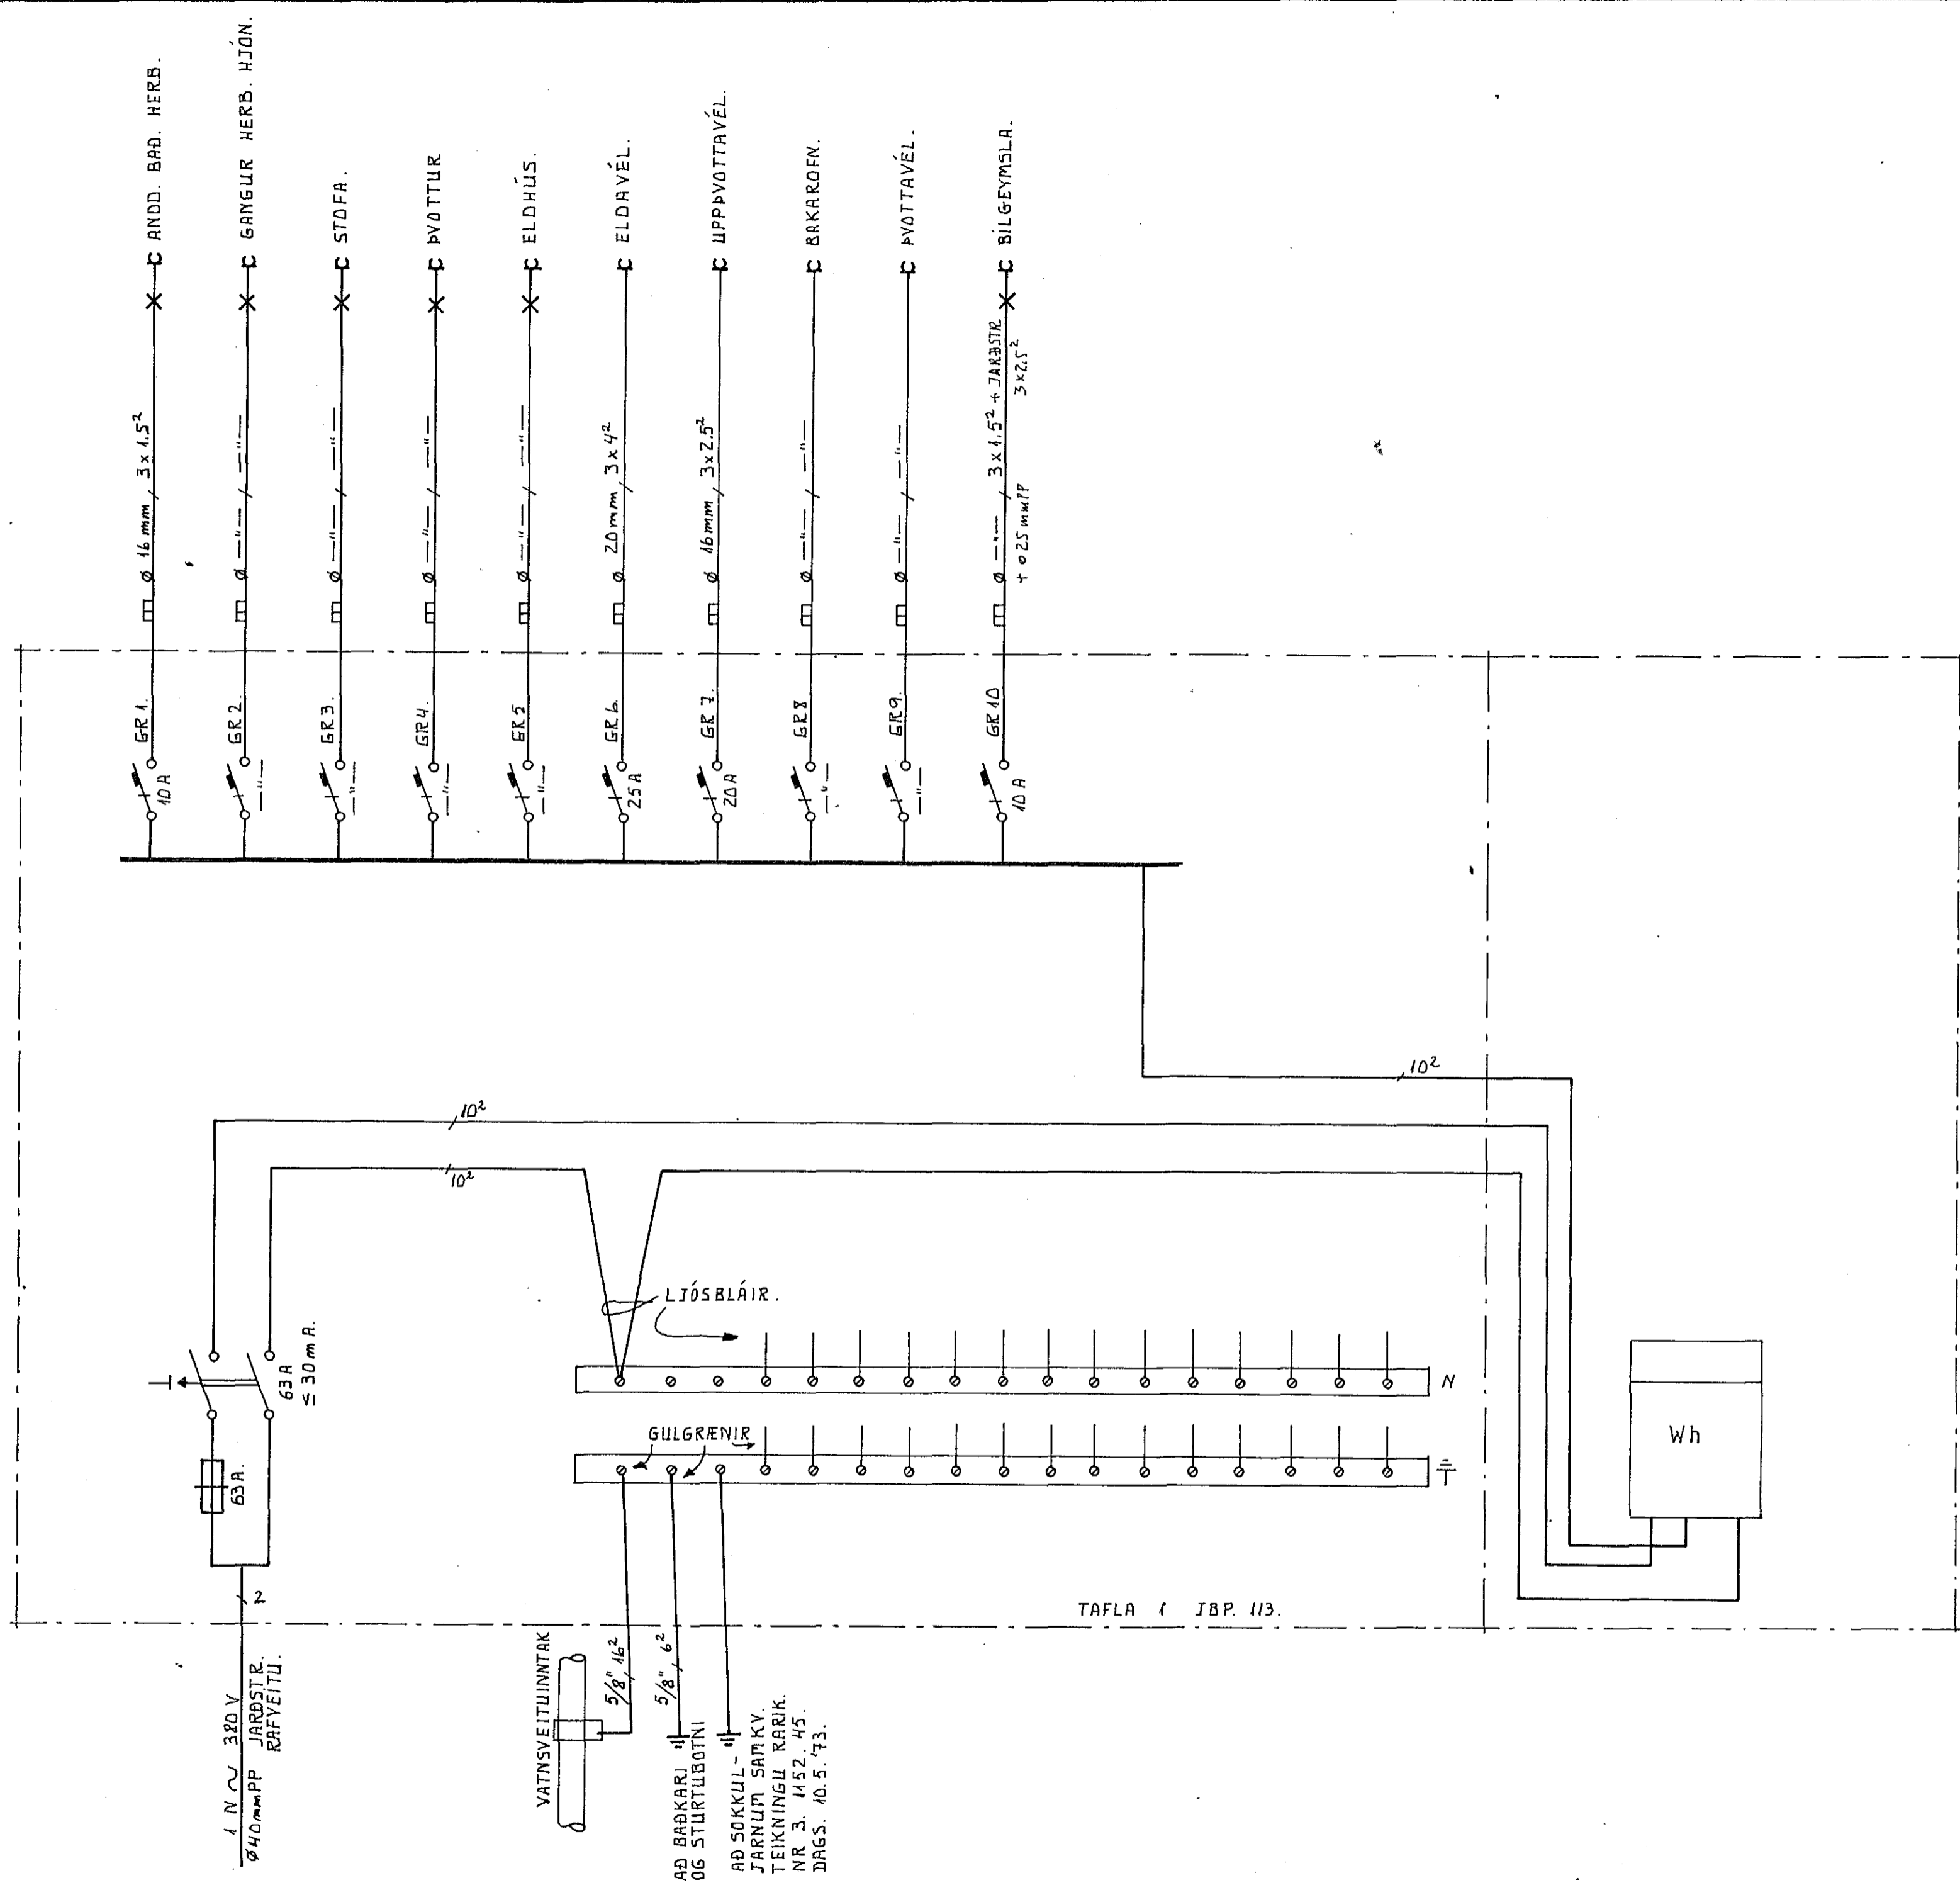 ANDD. BAÐ. HERB.
GANGUR HERB. HJÓN.
STOFA.
ÞVOTTUR
ELDHÚS.
ELDAVÉL.
UPPÞVOTTAVÉL.
BAKAROFN.
ÞVOTTAVÉL.
BÍLGEYMSLA.
ø 16 mm, 3 x 1.5²
ø —"— , —"—
ø —"— , —"—
ø —"— , —"—
ø —"— , —"—
ø 20 mm, 3 x 4²
ø 16 mm, 3 x 2.5²
ø —"— , —"—
ø —"— , —"—
ø —"— , 3 x 1.5² + JARÐSTR
+ ø 25 mm PP 3 x 2.5²
GR 1.
GR 2.
GR 3.
GR 4.
GR 5
GR 6.
GR 7.
GR 8
GR 9.
GR 10
10 A
—"—
—"—
—"—
—"—
25 A
20 A
—"—
—"—
10 A
10²
10²
10²
LJÓSBLÁIR.
63 A
≤ 30 m A.
N
GULGRÆNIR
63 A.
Wh
2
TAFLA 1 JBP. 113.
1 N ~ 380 V
ø 40 mm PP JARÐSTR.
RAFVEITU.
VATNSVEITUINNTAK
5/8", 16²
5/8", 6²
AÐ BAÐKARI
OG STURTUBOTNI
AÐ SÖKKUL-
JARNUM SAMKV.
TEIKNINGU RARIK.
NR 3. 1152. 45.
DAGS. 10.5.'73.